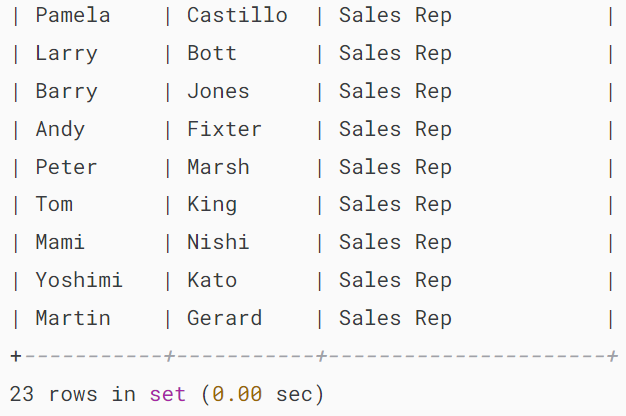 | Pamela    | Castillo  | Sales Rep            |
| Larry     | Bott      | Sales Rep            |
| Barry     | Jones     | Sales Rep            |
| Andy      | Fixter    | Sales Rep            |
| Peter     | Marsh     | Sales Rep            |
| Tom       | King      | Sales Rep            |
| Mami      | Nishi     | Sales Rep            |
| Yoshimi   | Kato      | Sales Rep            |
| Martin    | Gerard    | Sales Rep            |
+-----------+-----------+----------------------+
23 rows in set (0.00 sec)